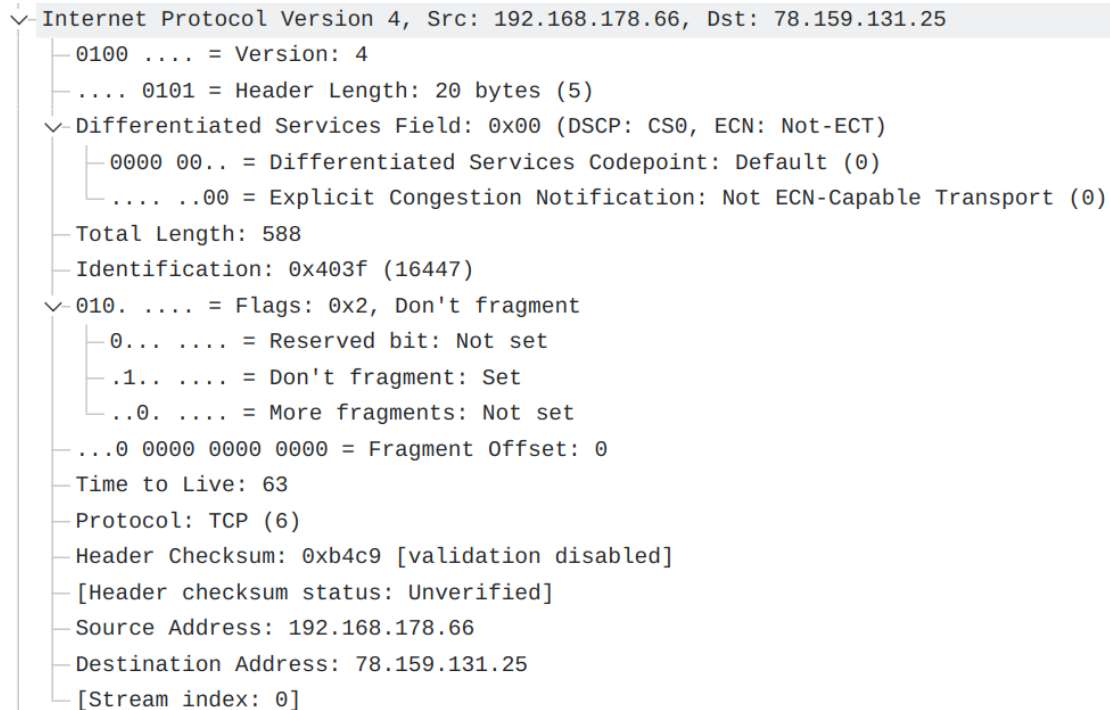 Internet Protocol Version 4, Src: 192.168.178.66, Dst: 78.159.131.25
0100 .... = Version: 4
.... 0101 = Header Length: 20 bytes (5)
Differentiated Services Field: 0x00 (DSCP: CS0, ECN: Not-ECT)
0000 00.. = Differentiated Services Codepoint: Default (0)
.... ..00 = Explicit Congestion Notification: Not ECN-Capable Transport (0)
Total Length: 588
Identification: 0x403f (16447)
010. .... = Flags: 0x2, Don't fragment
0... .... = Reserved bit: Not set
.1.. .... = Don't fragment: Set
..0. .... = More fragments: Not set
...0 0000 0000 0000 = Fragment Offset: 0
Time to Live: 63
Protocol: TCP (6)
Header Checksum: 0xb4c9 [validation disabled]
[Header checksum status: Unverified]
Source Address: 192.168.178.66
Destination Address: 78.159.131.25
[Stream index: 0]